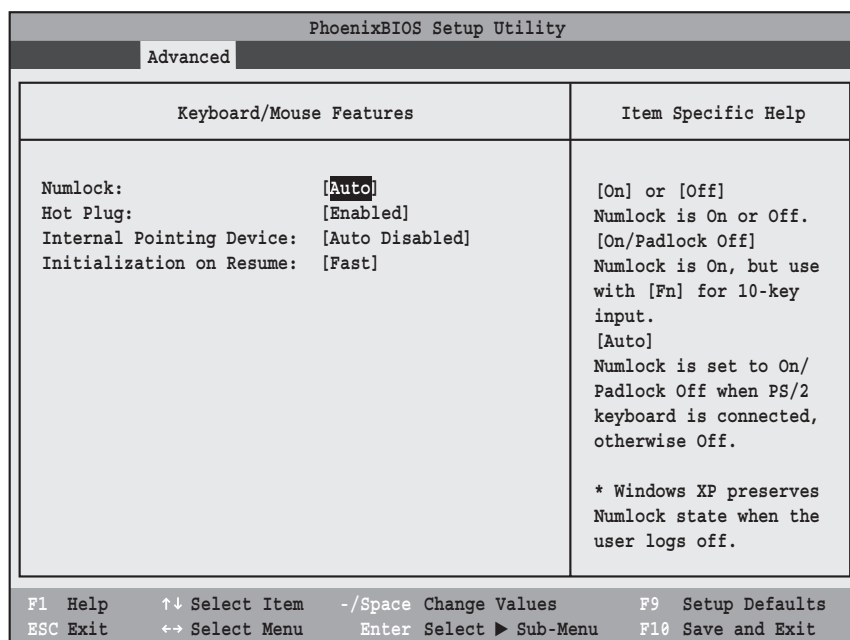 PhoenixBIOS Setup Utility
Advanced
Keyboard/Mouse Features
Numlock: [Auto]
Hot Plug: [Enabled]
Internal Pointing Device: [Auto Disabled]
Initialization on Resume: [Fast]
Item Specific Help
[On] or [Off]
Numlock is On or Off.
[On/Padlock Off]
Numlock is On, but use
with [Fn] for 10-key
input.
[Auto]
Numlock is set to On/
Padlock Off when PS/2
keyboard is connected,
otherwise Off.
* Windows XP preserves
Numlock state when the
user logs off.
F1 Help ↑↓ Select Item -/Space Change Values F9 Setup Defaults
ESC Exit ←→ Select Menu Enter Select ▶ Sub-Menu F10 Save and Exit